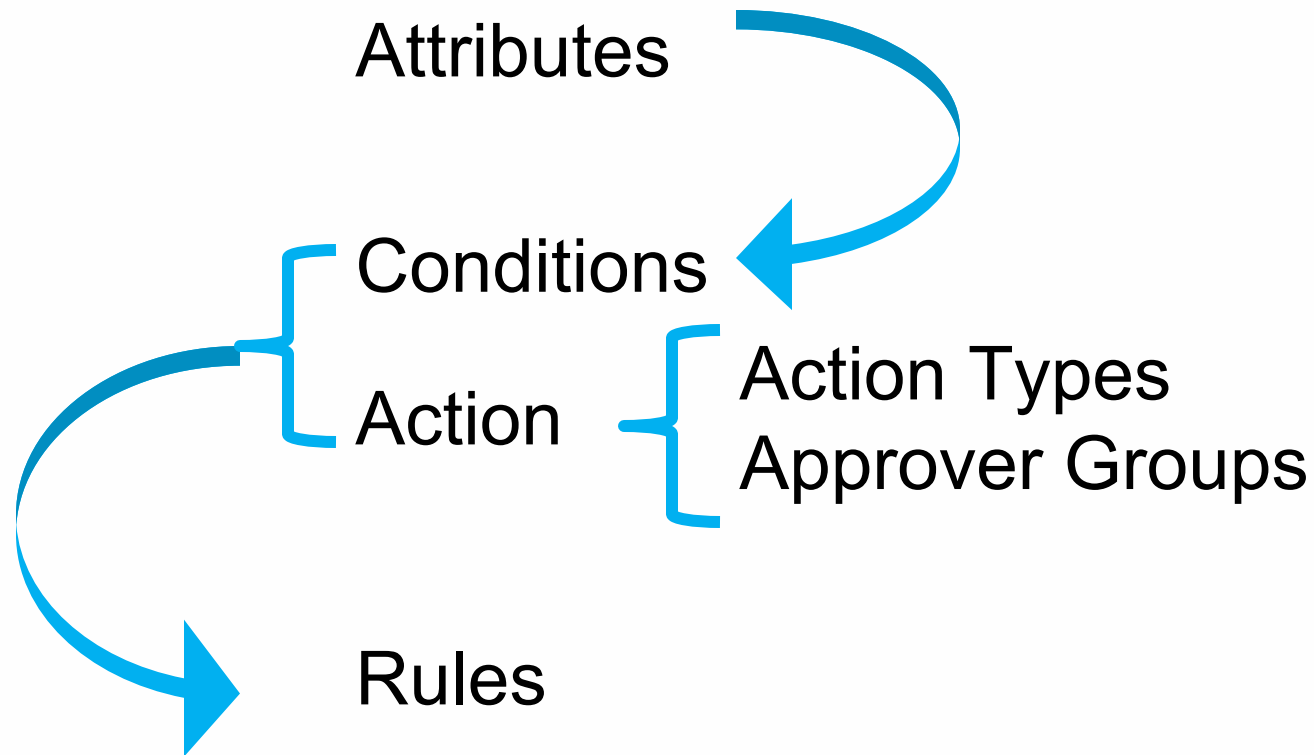 Attributes
Conditions
Action
Action Types
Approver Groups
Rules